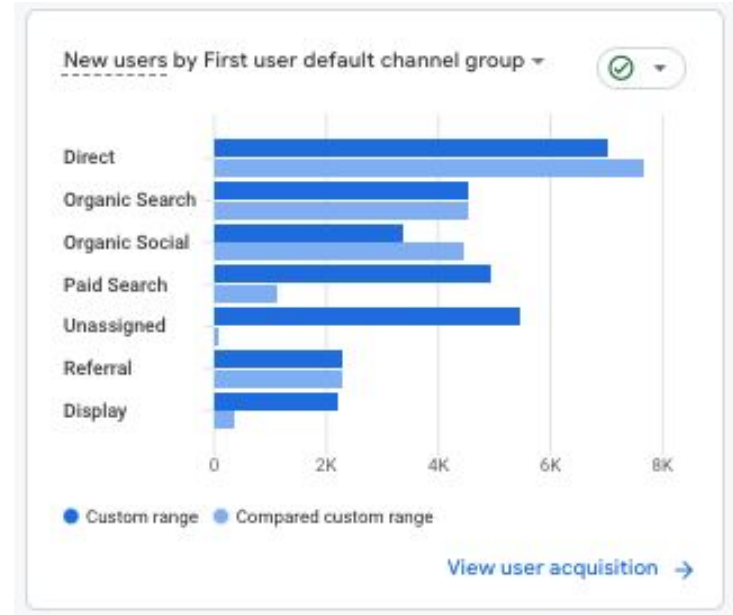 New users by First user default channel group
Direct
Organic Search
Organic Social
Paid Search
Unassigned
Referral
Display
0 2K 4K 6K 8K
Custom range Compared custom range
View user acquisition →